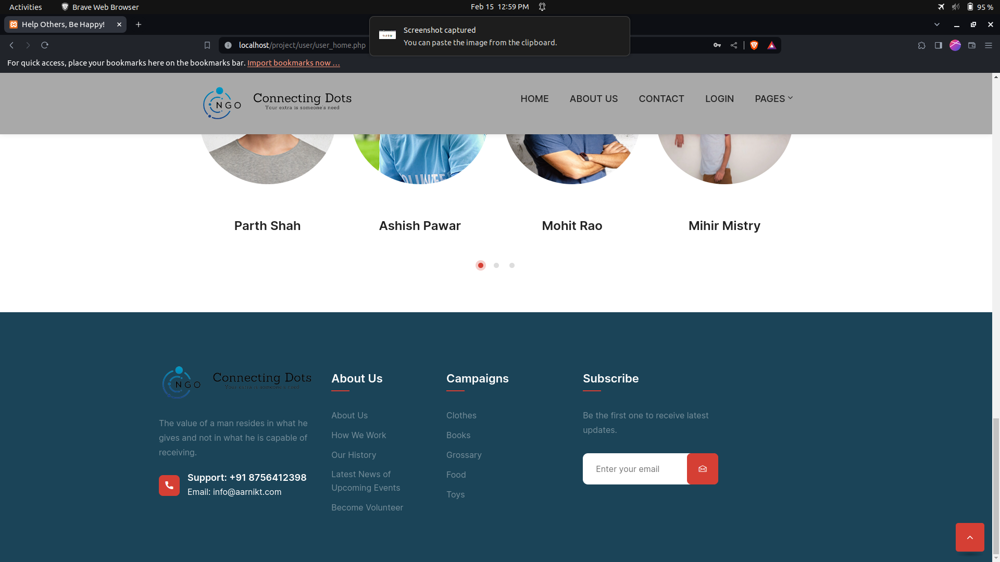 Activities
Brave Web Browser
Feb 15 12:59 PM
95 %
Help Others, Be Happy!
Screenshot captured
You can paste the image from the clipboard.
localhost/project/user/user_home.php
For quick access, place your bookmarks here on the bookmarks bar. Import bookmarks now ...
NGO
Connecting Dots
Your extra is someone's need
HOME
ABOUT US
CONTACT
LOGIN
PAGES
VOLUNTEE
Parth Shah
Ashish Pawar
Mohit Rao
Mihir Mistry
NGO
Connecting Dots
Your extra is someone's need
The value of a man resides in what he
gives and not in what he is capable of
receiving.
Support: +91 8756412398
Email: info@aarnikt.com
About Us
About Us
How We Work
Our History
Latest News of
Upcoming Events
Become Volunteer
Campaigns
Clothes
Books
Grossary
Food
Toys
Subscribe
Be the first one to receive latest
updates.
Enter your email